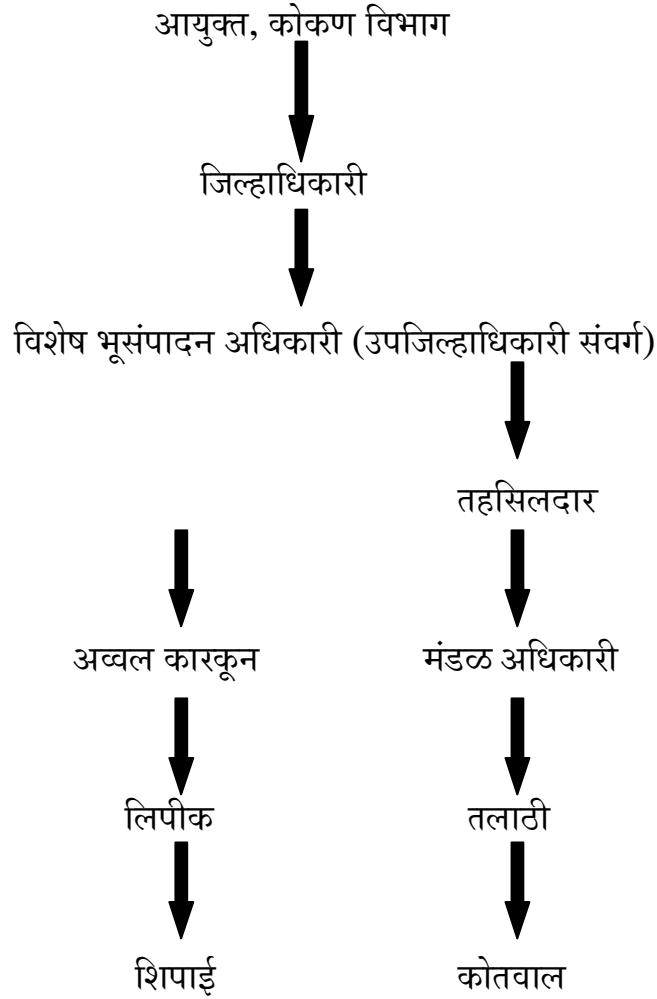 आयुक्त, कोकण विभाग
जिल्हाधिकारी
विशेष भूसंपादन अधिकारी (उपजिल्हाधिकारी संवर्ग)
तहसिलदार
अव्वल कारकून
मंडळ अधिकारी
लिपीक
तलाठी
शिपाई
कोतवाल